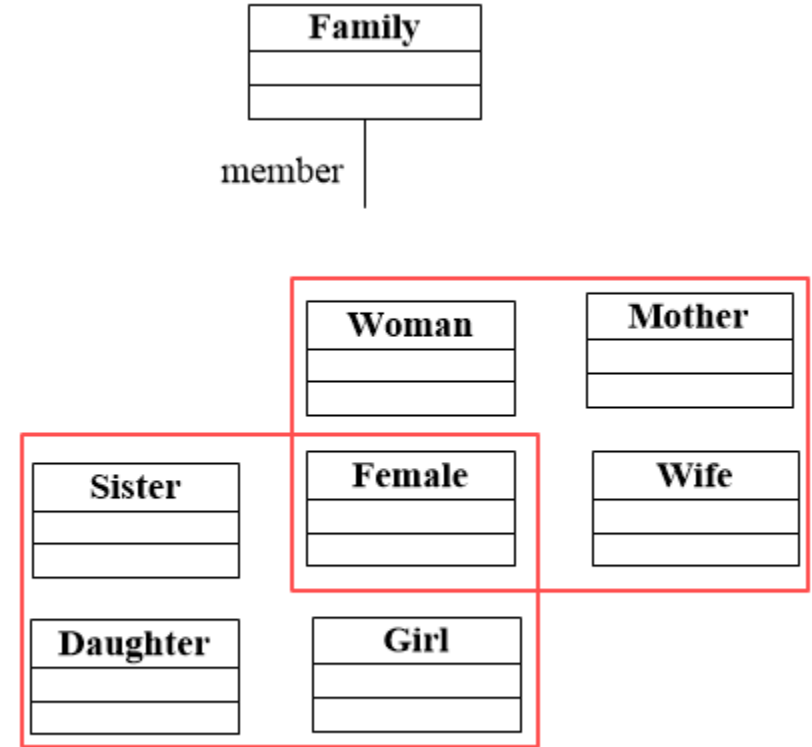 Family
member
Woman
Mother
Female
Wife
Sister
Daughter
Girl